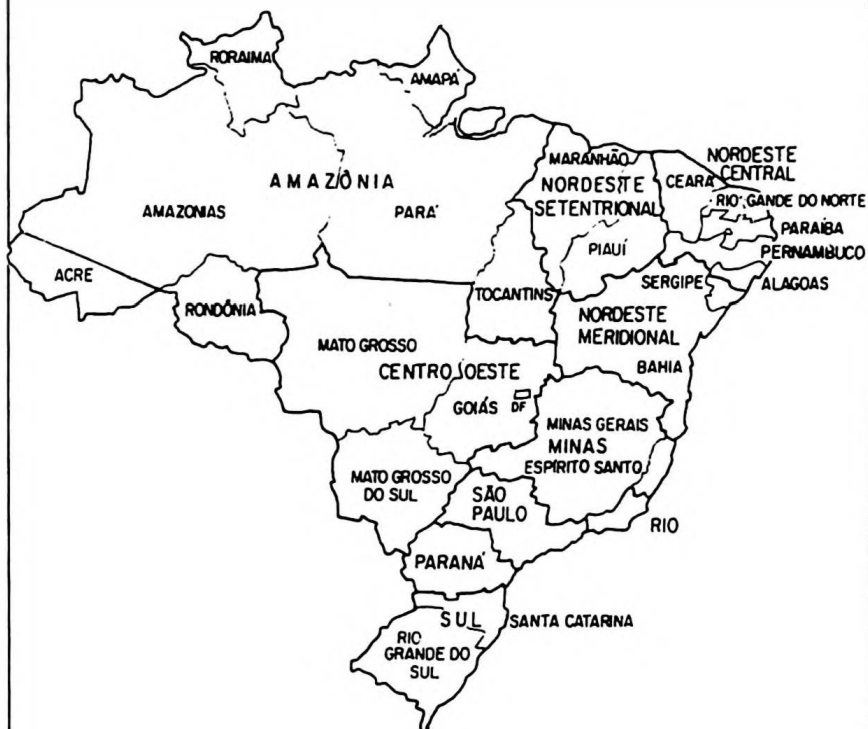 RORAIMA
AMAPÁ
MARANHÃO
NORDESTE
CENTRAL
CEARÁ
AMAZÔNIA
NORDESTE
SETENTRIONAL
RIO GANDE DO NORTE
AMAZONIAS
PARÁ
PARAÍBA
PIAUÍ
PERNAMBUCO
ACRE
SERGIPE
ALAGOAS
RONDÔNIA
TOCANTINS
NORDESTE
MERIDIONAL
MATO GROSSO
BAHIA
CENTRO OESTE
GOIÁS
DF
MINAS GERAIS
MINAS
ESPÍRITO SANTO
MATO GROSSO
DO SUL
SÃO
PAULO
RIO
PARANÁ
SUL
SANTA CATARINA
RIO
GRANDE DO
SUL